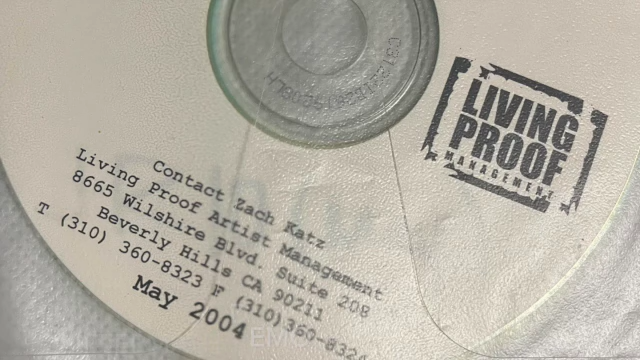 LIVING
PROOF
MANAGEMENT
Contact Zach Katz
Living Proof Artist Management
8665 Wilshire Blvd. Suite 208
Beverly Hills CA 90211
T (310) 360-8323 F (310)360-8324
May 2004